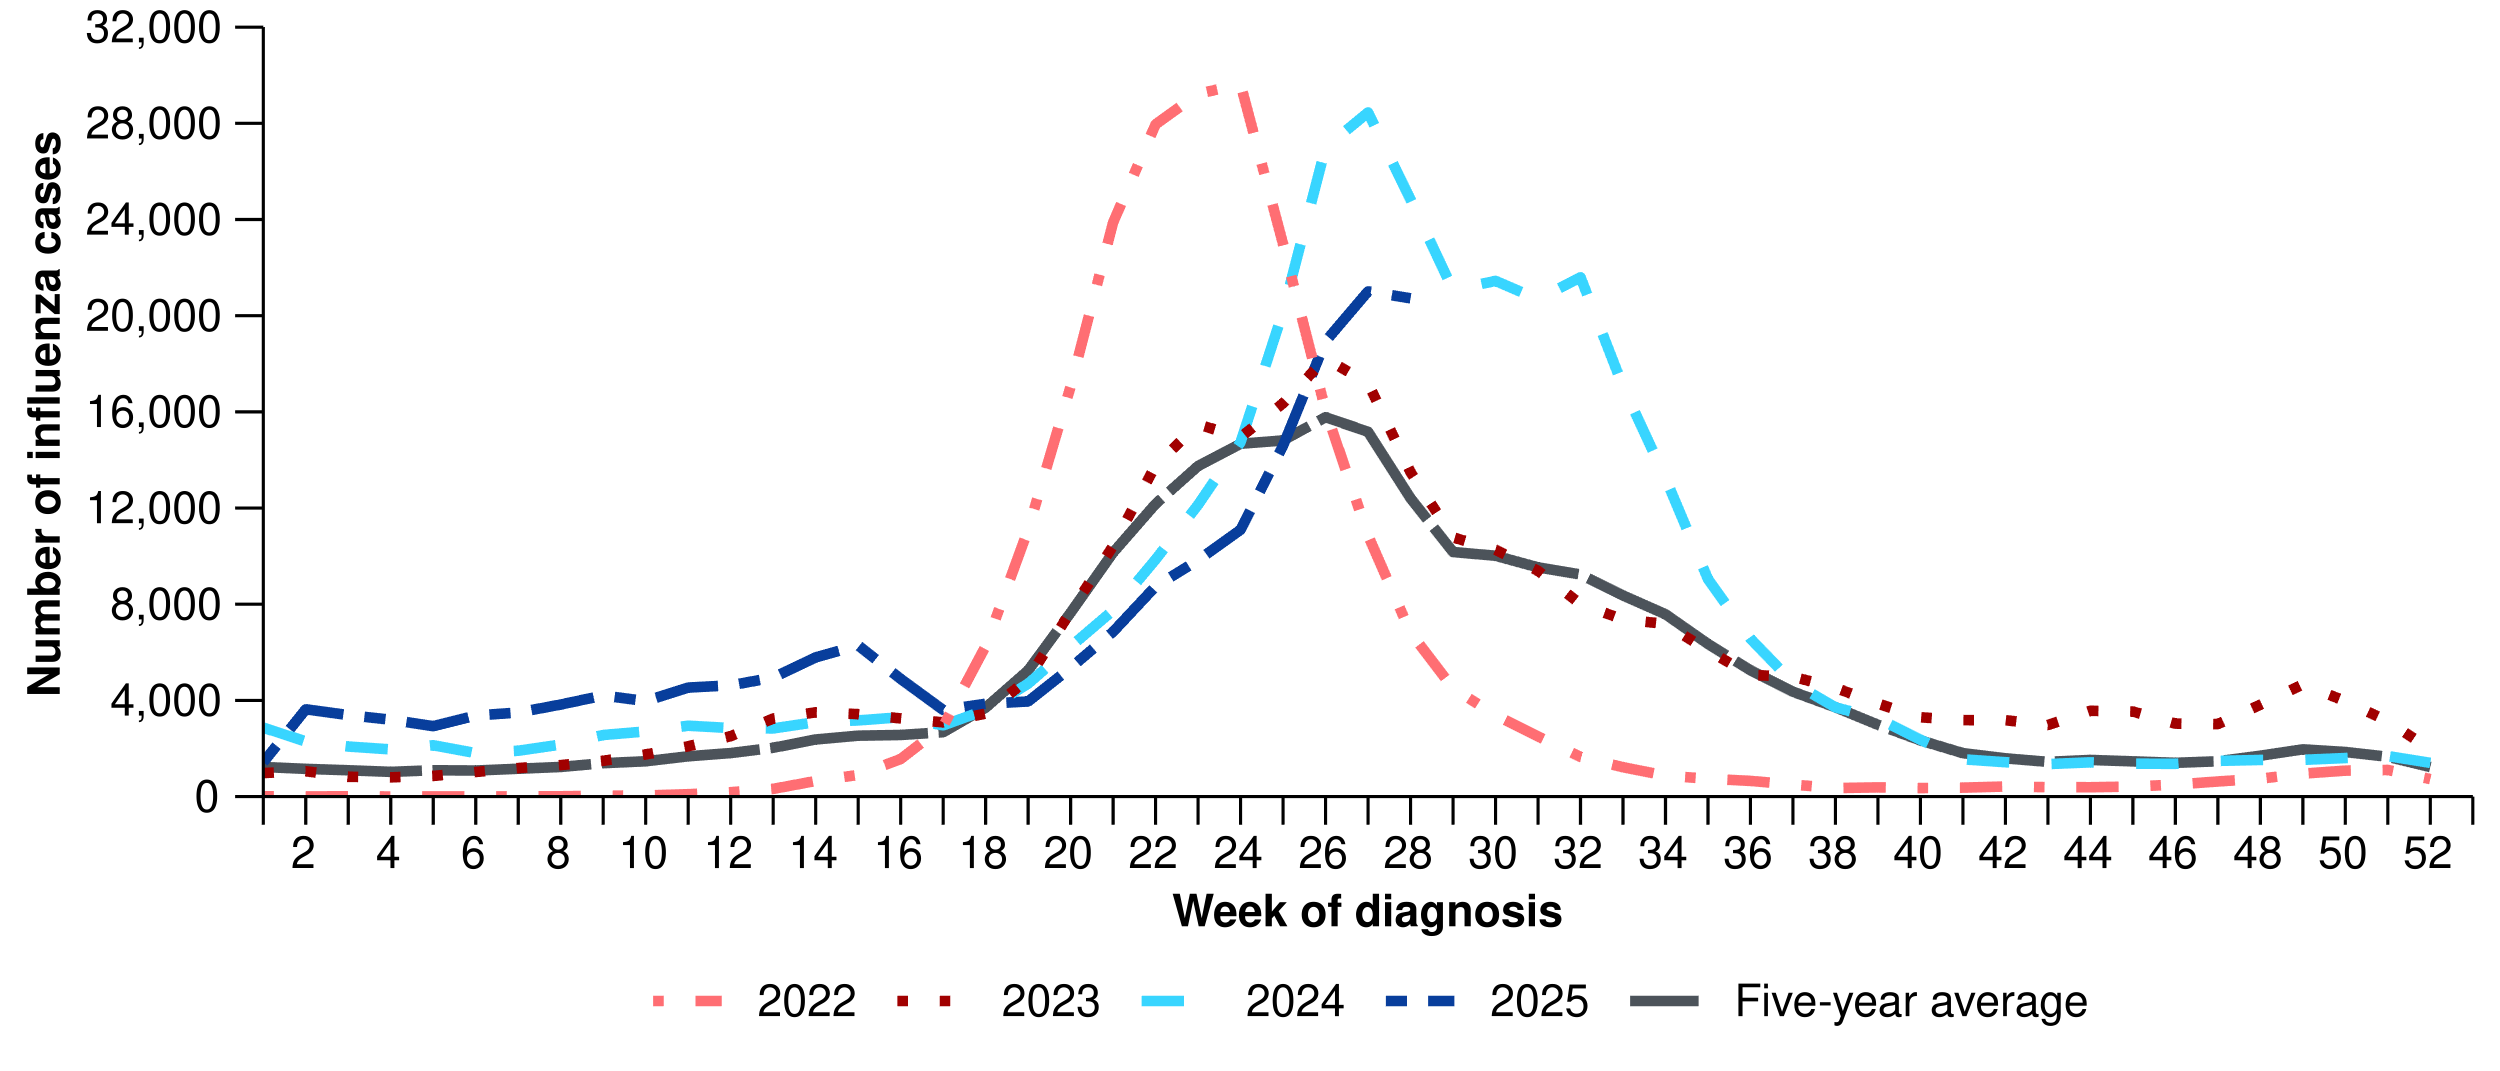 32,000
28,000
24,000
20,000
16,000
12,000
8,000
4,000
0
Number of influenza cases
2 4 6 8 10 12 14 16 18 20 22 24 26 28 30 32 34 36 38 40 42 44 46 48 50 52
Week of diagnosis
2022 2023 2024 2025 Five-year average